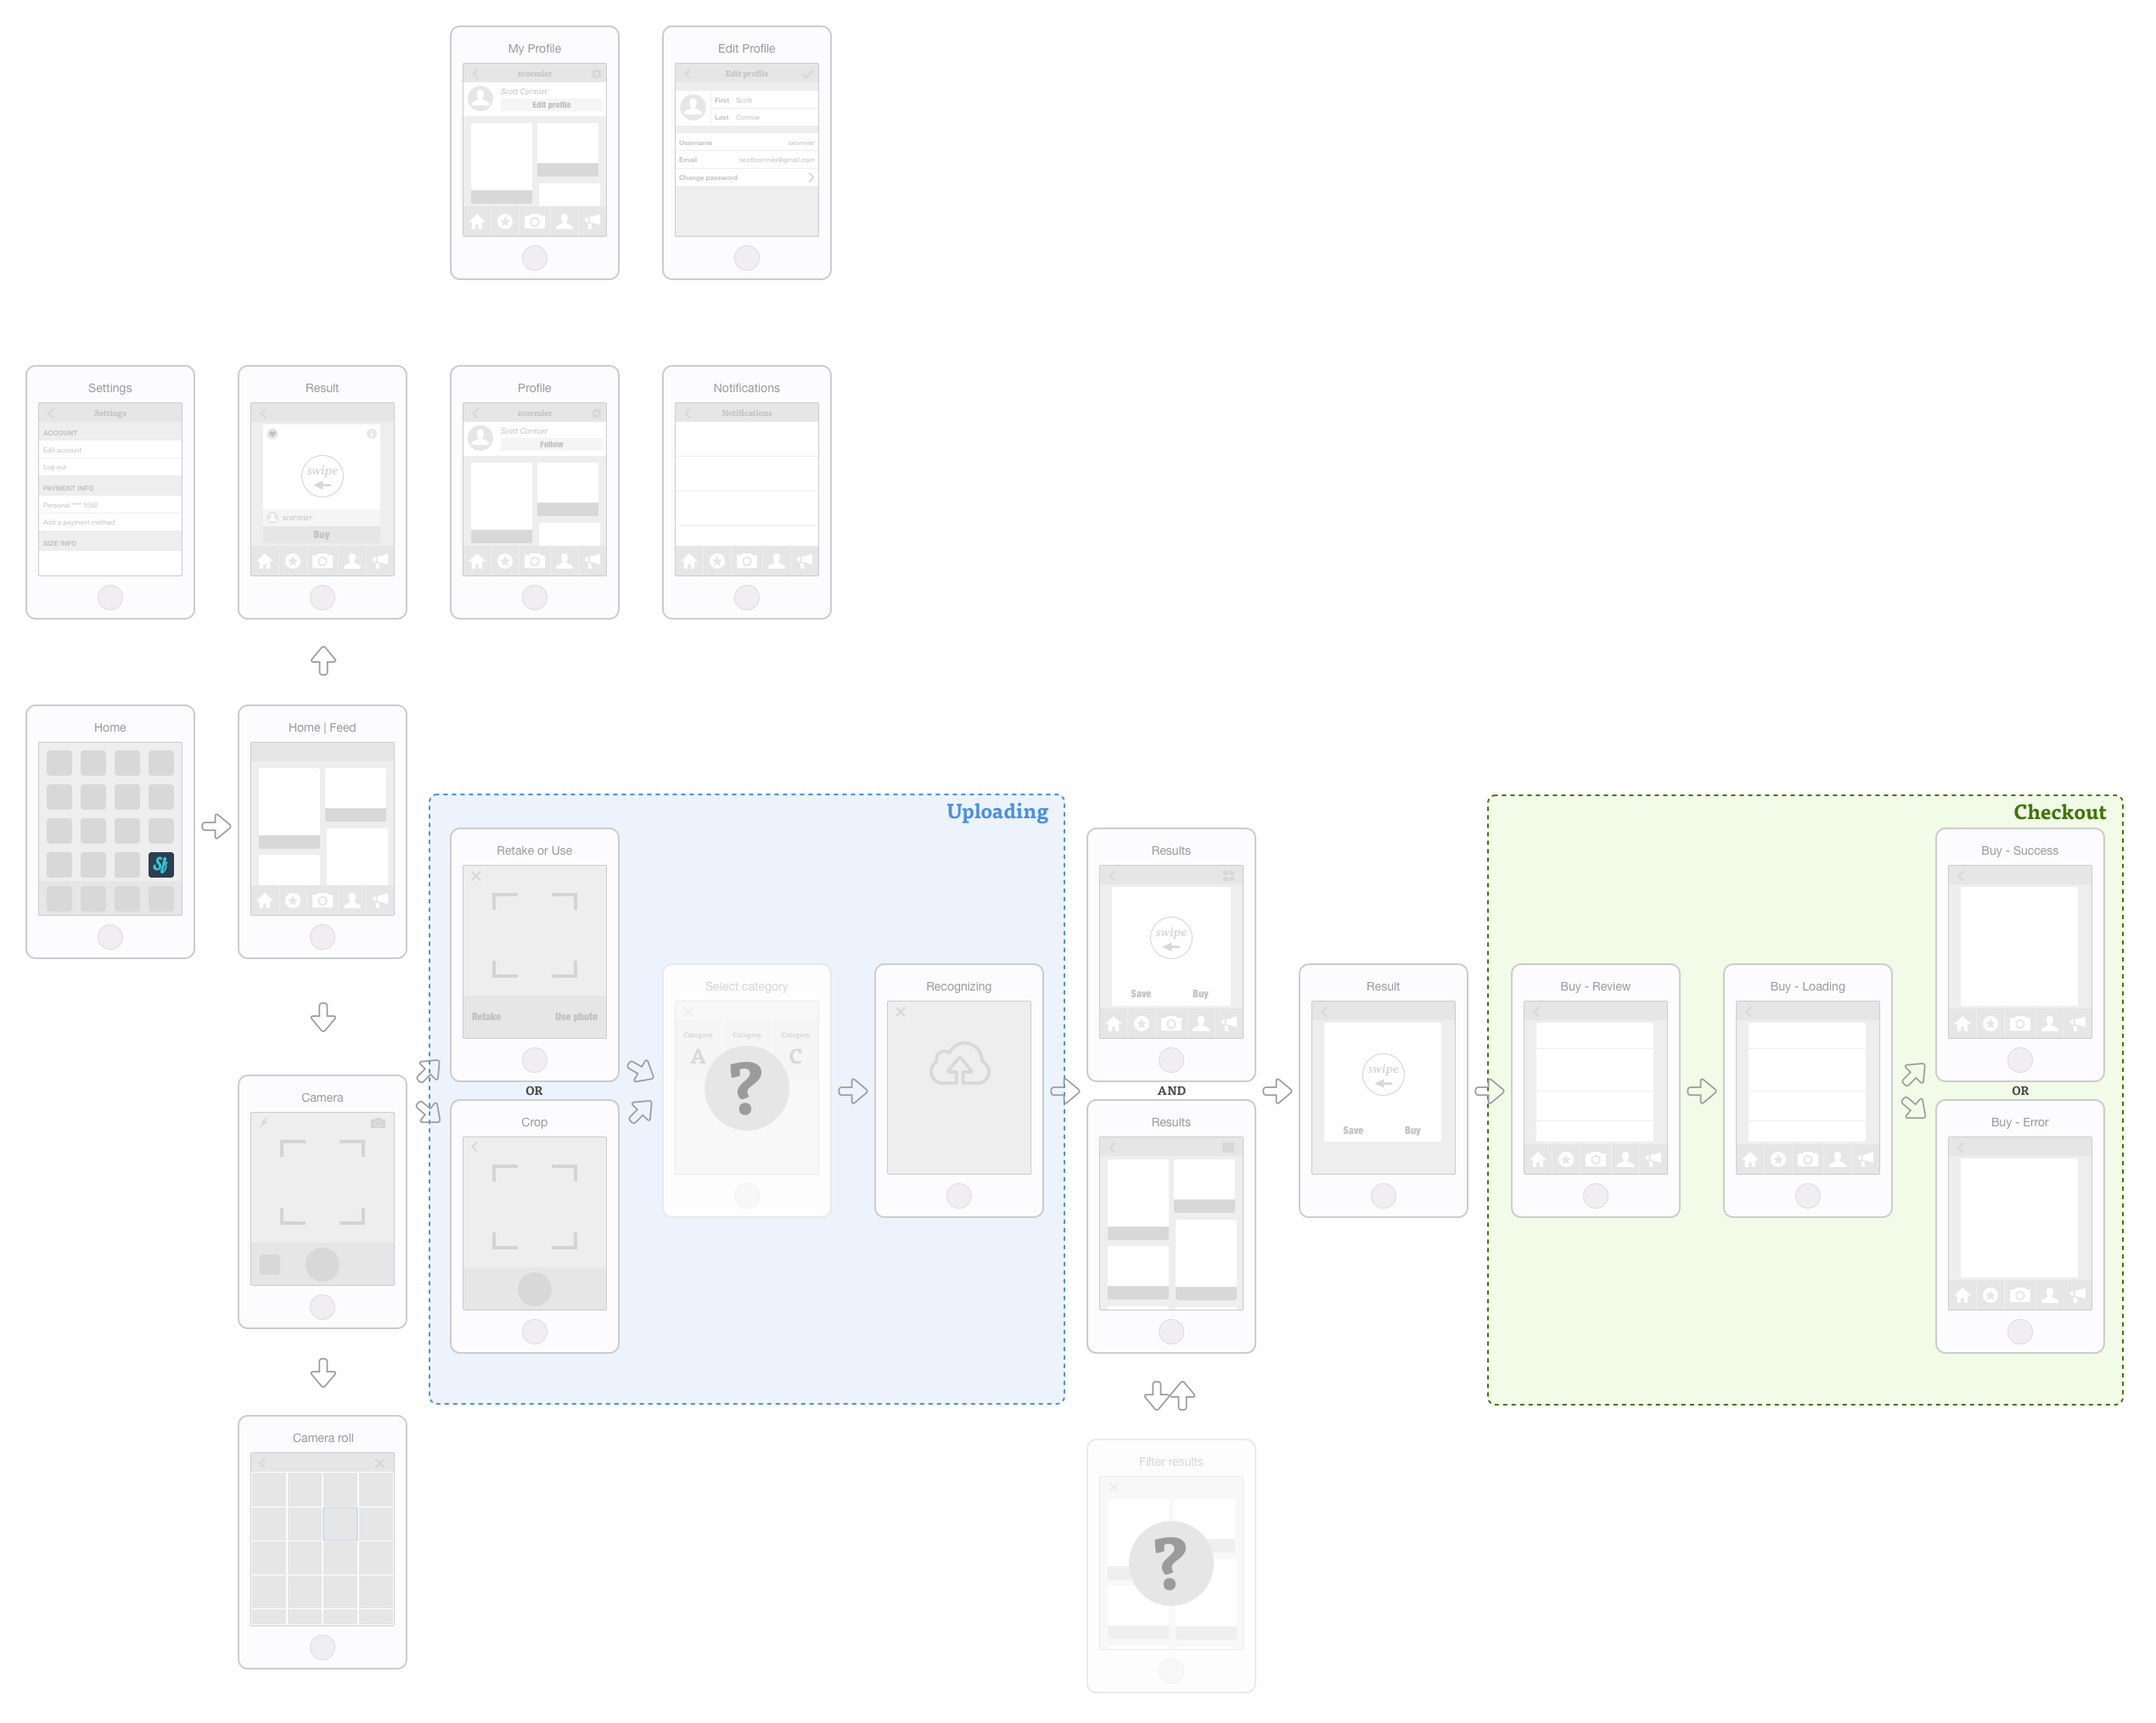 My Profile
scormier
Scott Cormier
Edit profile
Edit Profile
Edit profile
First Scott
Last Cormier
Username scormier
Email scottcormier@gmail.com
Change password
Settings
Settings
ACCOUNT
Edit account
Log out
PAYMENT INFO
Personal **** 1502
Add a payment method
SIZE INFO
Result
swipe
scormier
Buy
Profile
scormier
Scott Cormier
Follow
Notifications
Notifications
Home
Home | Feed
Uploading
Checkout
Retake or Use
Retake Use photo
OR
Crop
Camera
Camera roll
Select category
Category Category Category
A C
?
Recognizing
Results
swipe
Save Buy
AND
Results
Filter results
?
Result
swipe
Save Buy
Buy - Review
Buy - Loading
Buy - Success
OR
Buy - Error